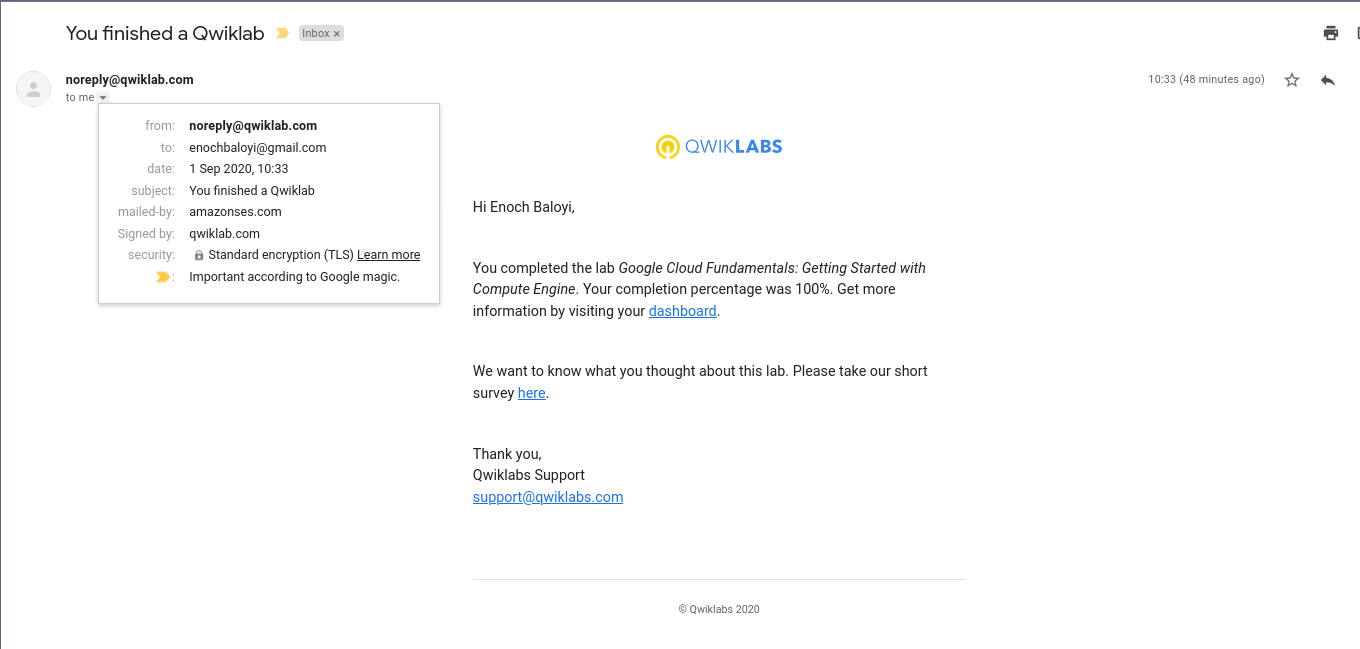 You finished a Qwiklab Inbox ×
noreply@qwiklab.com
10:33 (48 minutes ago)
to me
from: noreply@qwiklab.com
to: enochbaloyi@gmail.com
date: 1 Sep 2020, 10:33
subject: You finished a Qwiklab
mailed-by: amazonses.com
Signed by: qwiklab.com
security: Standard encryption (TLS) Learn more
: Important according to Google magic.
QWIKLABS
Hi Enoch Baloyi,
You completed the lab Google Cloud Fundamentals: Getting Started with
Compute Engine. Your completion percentage was 100%. Get more
information by visiting your dashboard.
We want to know what you thought about this lab. Please take our short
survey here.
Thank you,
Qwiklabs Support
support@qwiklabs.com
© Qwiklabs 2020